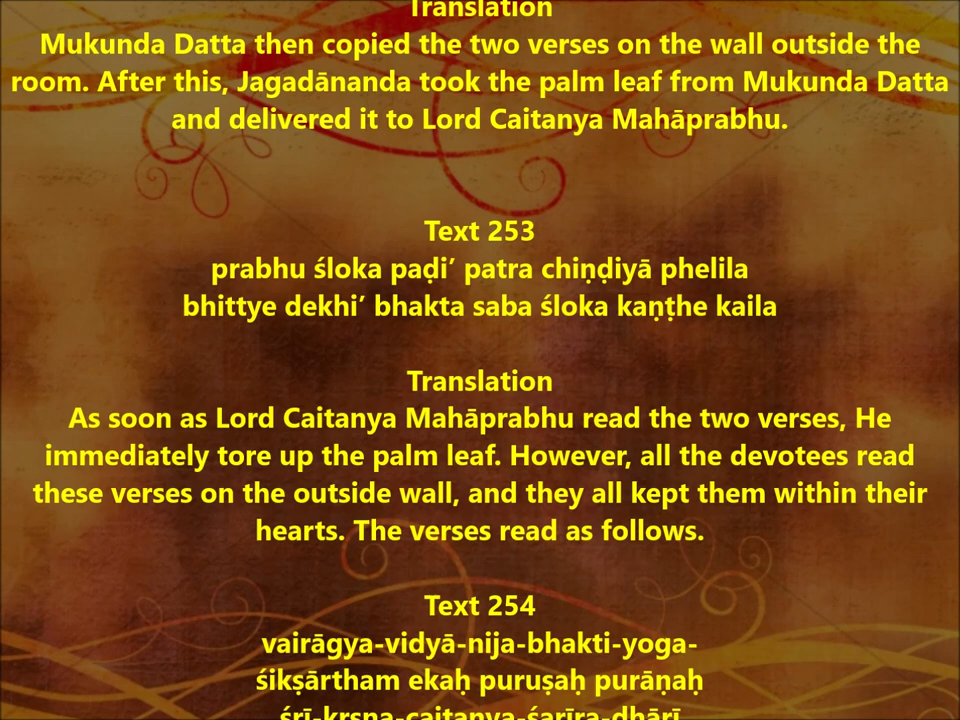 Translation
Mukunda Datta then copied the two verses on the wall outside the
room. After this, Jagadānanda took the palm leaf from Mukunda Datta
and delivered it to Lord Caitanya Mahāprabhu.
Text 253
prabhu śloka paḍi’ patra chiṇḍiyā phelila
bhittye dekhi’ bhakta saba śloka kaṇṭhe kaila
Translation
As soon as Lord Caitanya Mahāprabhu read the two verses, He
immediately tore up the palm leaf. However, all the devotees read
these verses on the outside wall, and they all kept them within their
hearts. The verses read as follows.
Text 254
vairāgya-vidyā-nija-bhakti-yoga-
śikṣārtham ekaḥ puruṣaḥ purāṇaḥ
śrī-kṛṣṇa-caitanya-śarīra-dhārī